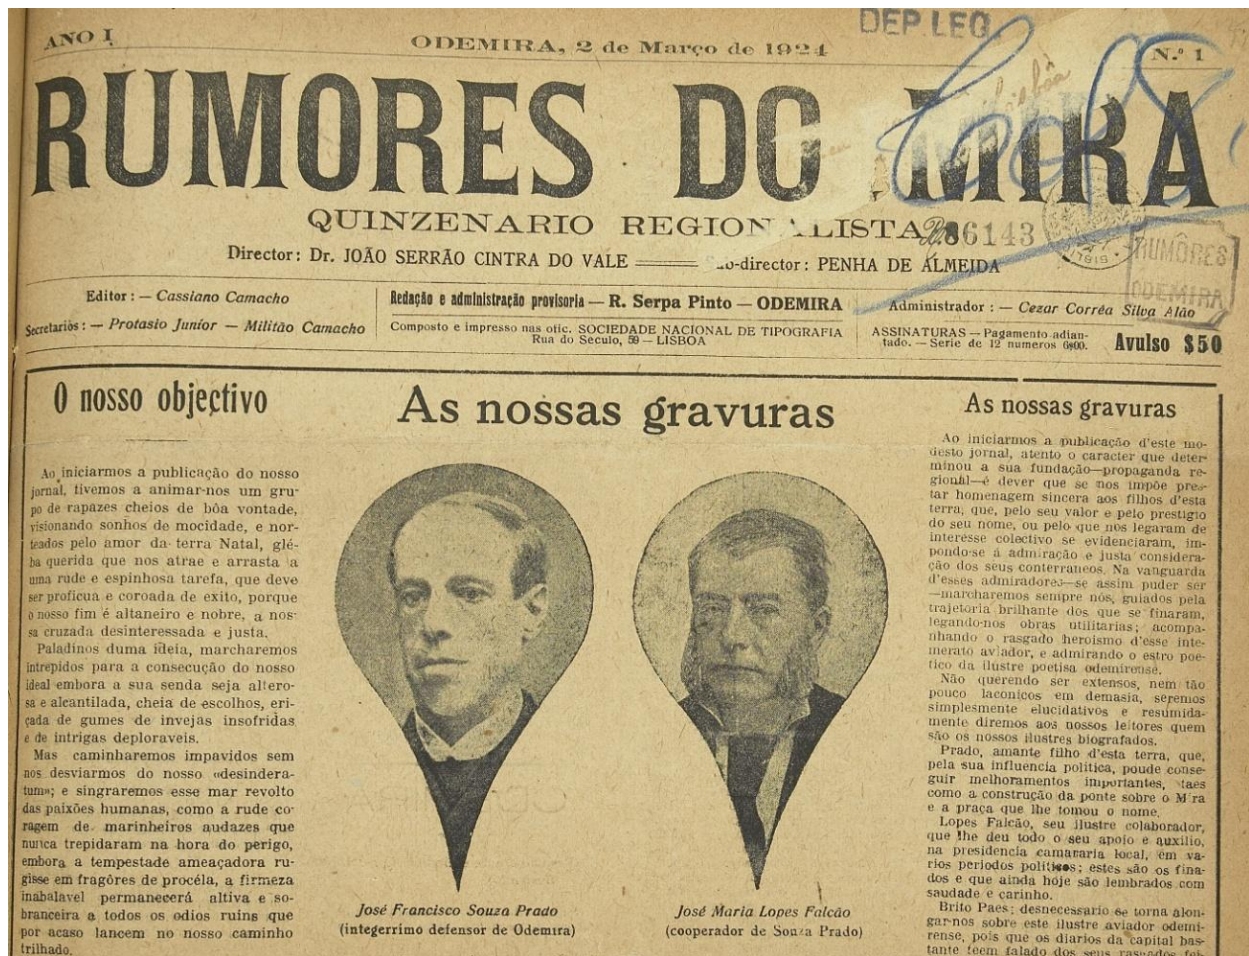 DEP. LEG.
ANO I
ODEMIRA, 2 de Março de 1924
N.º 1
RUMORES DO MIRA
QUINZENARIO REGIONALISTA
86143
RUMÔRES
ODEMIRA
Director: Dr. JOÃO SERRÃO CINTRA DO VALE
-director: PENHA DE ALMEIDA
Editor: — Cassiano Camacho
Secretarios: — Protasio Junior — Militão Camacho
Redação e administração provisoria — R. Serpa Pinto — ODEMIRA
Composto e impresso nas ofic. SOCIEDADE NACIONAL DE TIPOGRAFIA
Rua do Seculo, 59 — LISBOA
Administrador : — Cezar Corrêa Silva Alão
ASSINATURAS — Pagamento adian-
tado. — Serie de 12 numeros 6$00.
Avulso $50
O nosso objectivo
Ao iniciarmos a publicação do nosso
jornal, tivemos a animar-nos um gru-
po de rapazes cheios de bôa vontade,
visionando sonhos de mocidade, e nor-
teados pelo amor da terra Natal, glé-
ba querida que nos atrae e arrasta a
uma rude e espinhosa tarefa, que deve
ser proficua e coroada de exito, porque
o nosso fim é altaneiro e nobre, a nos-
sa cruzada desinteressada e justa.
Paladinos duma ideia, marcharemos
intrepidos para a consecução do nosso
ideal embora a sua senda seja altero-
sa e alcantilada, cheia de escolhos, eri-
çada de gumes de invejas insofridas
e de intrigas deploraveis.
Mas caminharemos impavidos sem
nos desviarmos do nosso «desindera-
tum»; e singraremos esse mar revolto
das paixões humanas, como a rude co-
ragem de marinheiros audazes que
nunca trepidaram na hora do perigo,
embora a tempestade ameaçadora ru-
gisse em fragôres de procéla, a firmeza
inabalavel permanecerá altiva e so-
branceira a todos os odios ruins que
por acaso lancem no nosso caminho
trilhado.
As nossas gravuras
José Francisco Souza Prado
(integerrimo defensor de Odemira)
José Maria Lopes Falcão
(cooperador de Souza Prado)
As nossas gravuras
Ao iniciarmos a publicação d'este mo-
desto jornal, atento o caracter que deter-
minou a sua fundação—propaganda re-
gional—é dever que se nos impõe pres-
tar homenagem sincera aos filhos d'esta
terra, que, pelo seu valor e pelo prestigio
do seu nome, ou pelo que nos legaram de
interesse colectivo se evidenciaram, im-
pondo-se á admiração e justa considera-
ção dos seus conterraneos. Na vanguarda
d'esses admiradores—se assim puder ser
—marcharemos sempre nós, guiados pela
trajetoria brilhante dos que se finaram,
legando-nos obras utilitarias; acompa-
nhando o rasgado heroismo d'esse inte-
merato aviador, e admirando o estro poe-
tico da ilustre poetisa odemirense.
Não querendo ser extensos, nem tão
pouco laconicos em demasia, seremos
simplesmente elucidativos e resumida-
mente diremos aos nossos leitores quem
são os nossos ilustres biografados.
Prado, amante filho d'esta terra, que,
pela sua influencia politica, poude conse-
guir melhoramentos importantes, taes
como a construção da ponte sobre o Mira
e a praça que lhe tomou o nome.
Lopes Falcão, seu ilustre colaborador,
que lhe deu todo o seu apoio e auxilio,
na presidencia camararia local, em va-
rios periodos politicos; estes são os fina-
dos e que ainda hoje são lembrados com
saudade e carinho.
Brito Paes: desnecessario se torna alon-
gar-nos sobre este ilustre aviador odemi-
rense, pois que os diarios da capital bas-
tante teem falado dos seus rasgados fei-